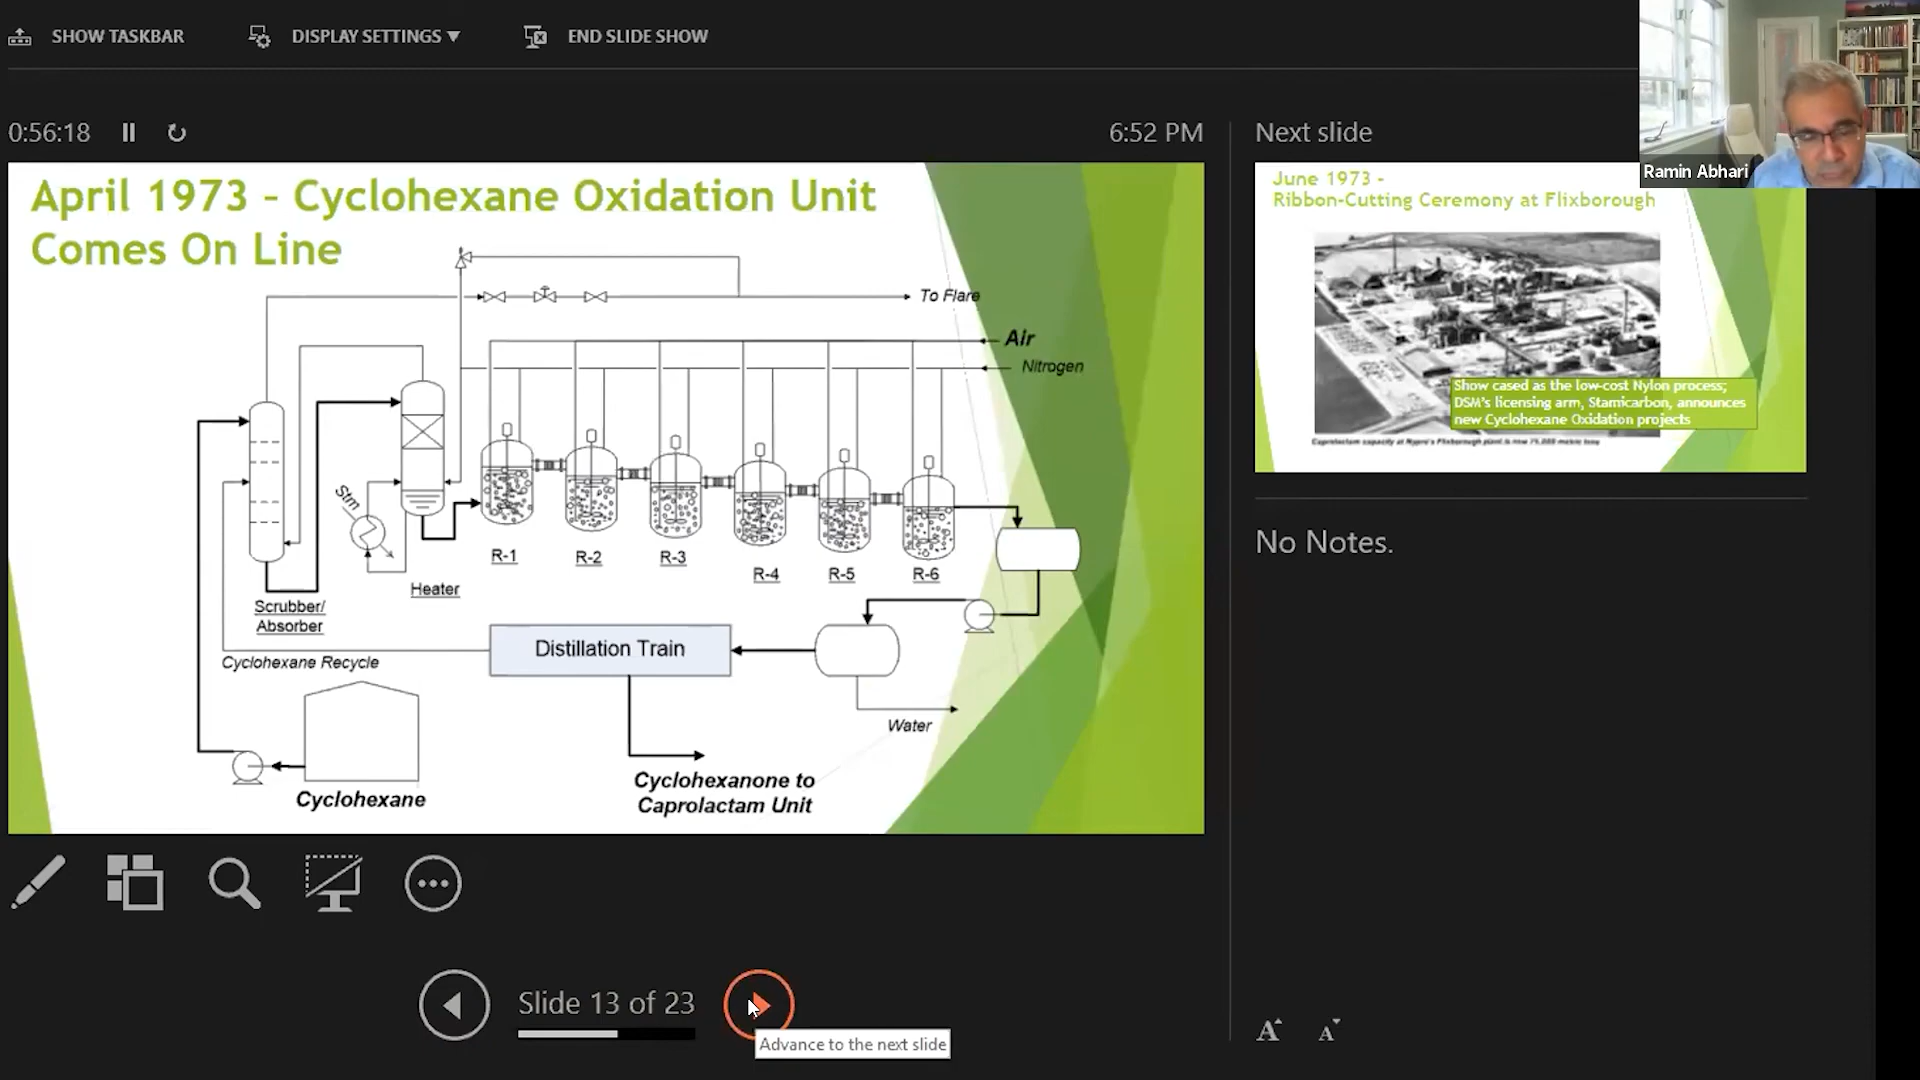 SHOW TASKBAR
DISPLAY SETTINGS
END SLIDE SHOW
0:56:18
6:52 PM
Next slide
Ramin Abhari
April 1973 - Cyclohexane Oxidation Unit
Comes On Line
To Flare
Air
Nitrogen
Stm
R-1
R-2
R-3
R-4
R-5
R-6
Heater
Scrubber/
Absorber
Distillation Train
Cyclohexane Recycle
Water
Cyclohexanone to
Caprolactam Unit
Cyclohexane
June 1973 -
Ribbon-Cutting Ceremony at Flixborough
Show cased as the low-cost Nylon process;
DSM's licensing arm, Stamicarbon, announces
new Cyclohexane Oxidation projects
Caprolactam capacity at Nypro's Flixborough plant is now 70,000 metric tons
No Notes.
Slide 13 of 23
Advance to the next slide
A A